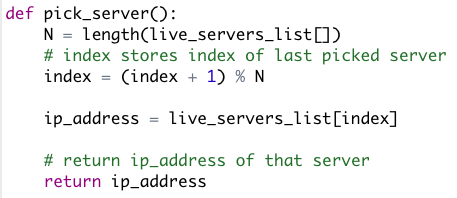 def pick_server():
    N = length(live_servers_list[])
    # index stores index of last picked server
    index = (index + 1) % N
    ip_address = live_servers_list[index]
    # return ip_address of that server
    return ip_address